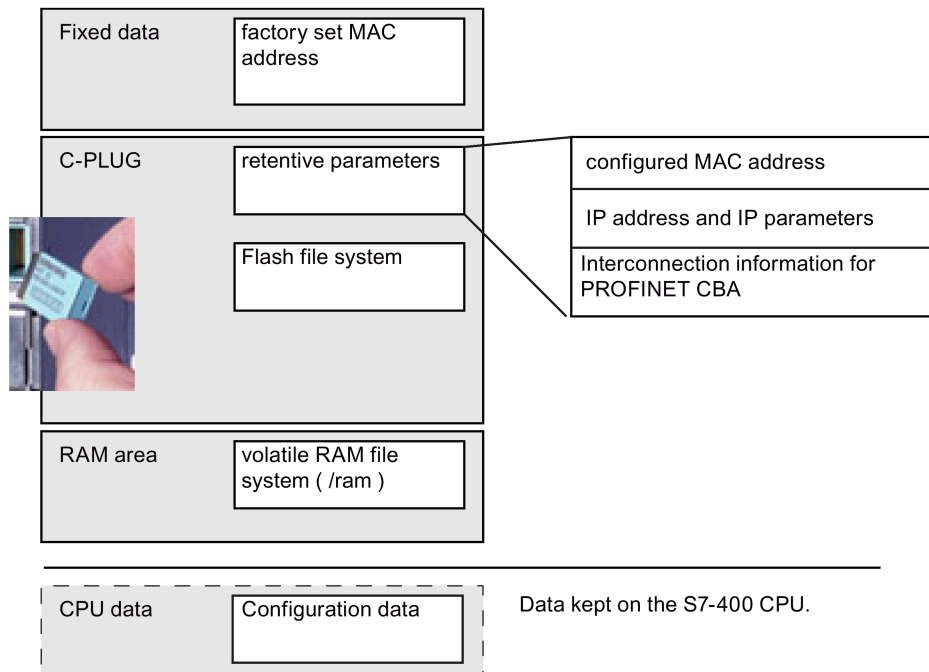 Fixed data
factory set MAC
address
C-PLUG
retentive parameters
configured MAC address
IP address and IP parameters
Interconnection information for
PROFINET CBA
Flash file system
RAM area
volatile RAM file
system ( /ram )
CPU data
Configuration data
Data kept on the S7-400 CPU.